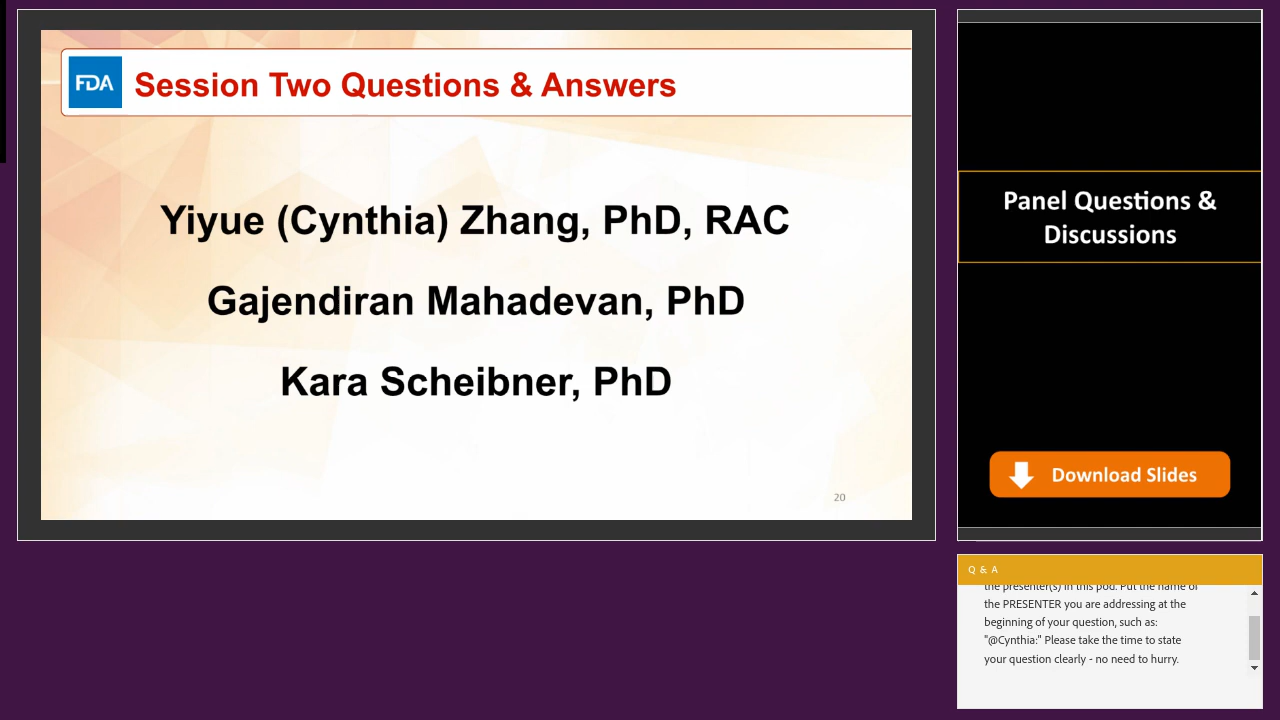 FDA
Session Two Questions & Answers
Yiyue (Cynthia) Zhang, PhD, RAC
Gajendiran Mahadevan, PhD
Kara Scheibner, PhD
20
Panel Questions &
Discussions
Download Slides
Q & A
the presenter(s) in this pod. Put the name of
the PRESENTER you are addressing at the
beginning of your question, such as:
"@Cynthia:" Please take the time to state
your question clearly - no need to hurry.